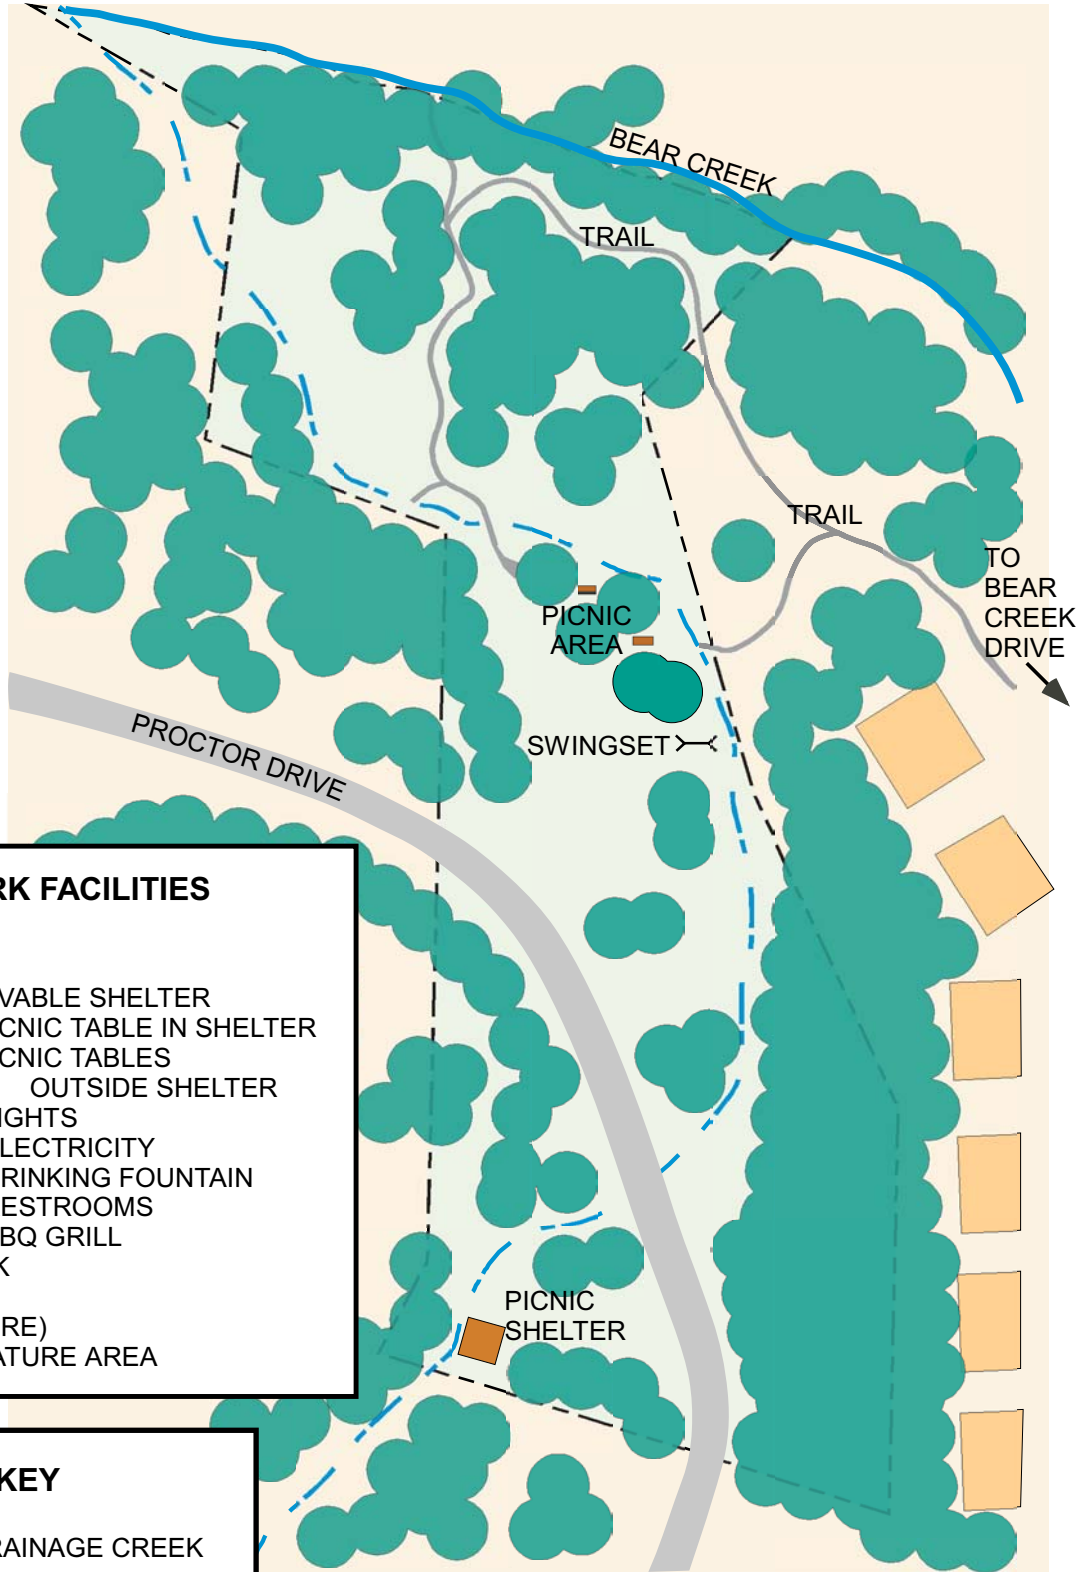 BEAR CREEK
TRAIL
TRAIL
TO
BEAR
CREEK
DRIVE
PICNIC
AREA
SWINGSET
PROCTOR DRIVE
RK FACILITIES
VABLE SHELTER
CNIC TABLE IN SHELTER
CNIC TABLES
OUTSIDE SHELTER
IGHTS
LECTRICITY
RINKING FOUNTAIN
ESTROOMS
BQ GRILL
K
RE)
ATURE AREA
PICNIC
SHELTER
KEY
RAINAGE CREEK